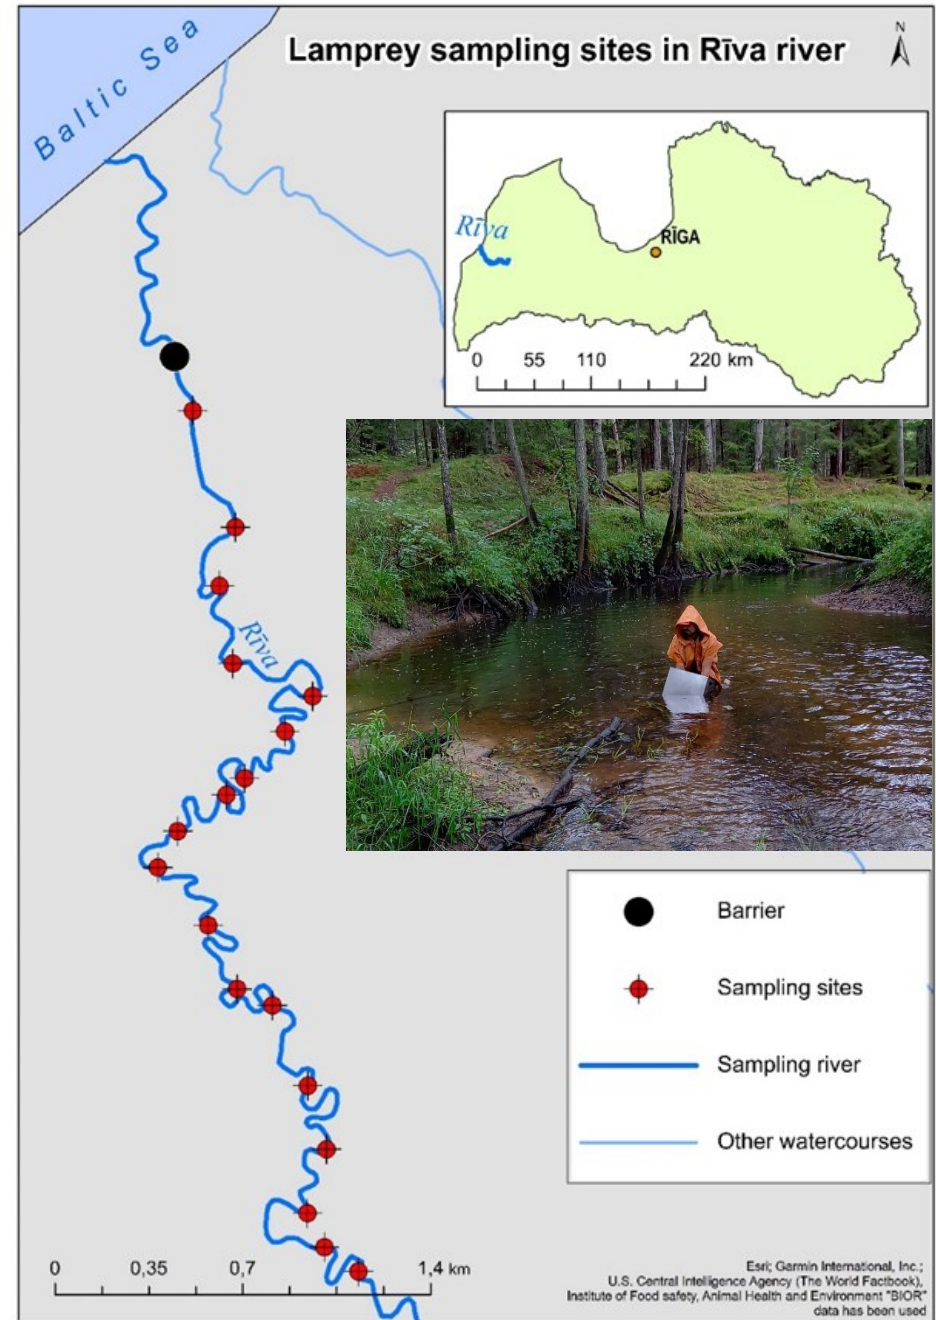 Lamprey sampling sites in Rīva river
N
Baltic Sea
Rīva
RĪGA
0 55 110 220 km
Rīva
Barrier
Sampling sites
Sampling river
Other watercourses
0 0,35 0,7 1,4 km
Esri; Garmin International, Inc.;
U.S. Central Intelligence Agency (The World Factbook),
Institute of Food safety, Animal Health and Environment "BIOR"
data has been used